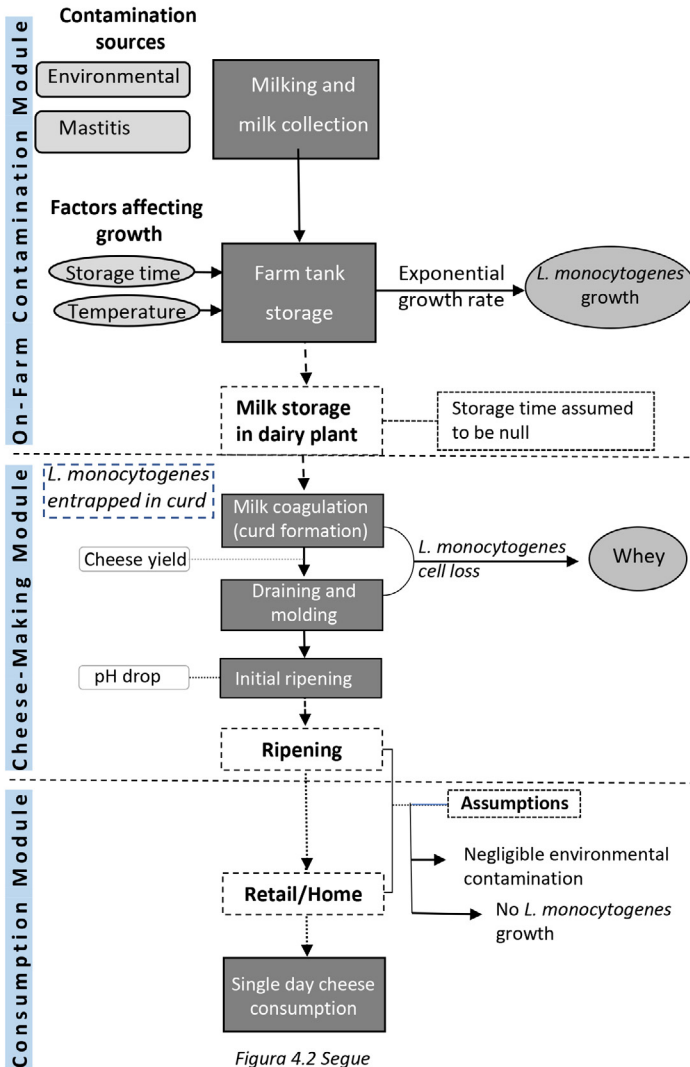 On-Farm Contamination Module
Contamination
sources
Environmental
Mastitis
Milking and
milk collection
Factors affecting
growth
Storage time
Temperature
Farm tank
storage
Exponential
growth rate
L. monocytogenes
growth
Milk storage
in dairy plant
Storage time assumed
to be null
Cheese-Making Module
L. monocytogenes
entrapped in curd
Milk coagulation
(curd formation)
Cheese yield
Draining and
molding
L. monocytogenes
cell loss
Whey
pH drop
Initial ripening
Ripening
Consumption Module
Assumptions
Negligible environmental
contamination
No L. monocytogenes
growth
Retail/Home
Single day cheese
consumption
Figura 4.2 Segue